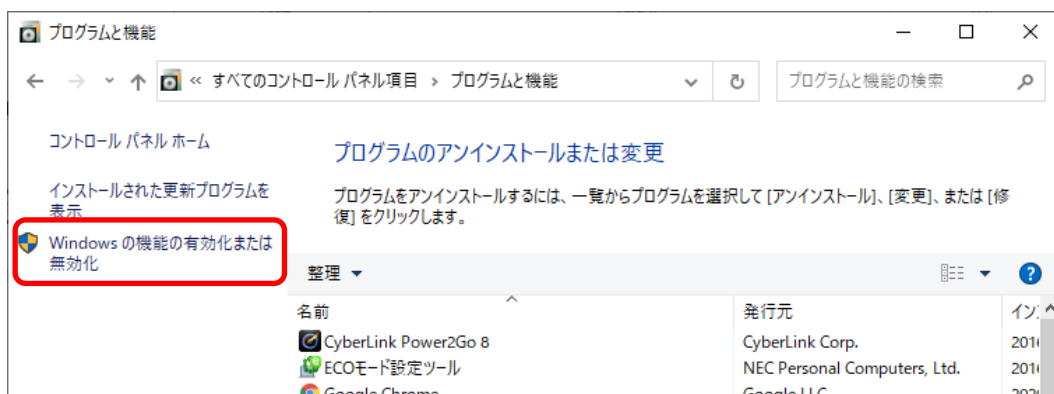 プログラムと機能
« すべてのコントロール パネル項目 › プログラムと機能
プログラムと機能の検索
コントロール パネル ホーム
インストールされた更新プログラムを
表示
Windows の機能の有効化または
無効化
プログラムのアンインストールまたは変更
プログラムをアンインストールするには、一覧からプログラムを選択して [アンインストール]、[変更]、または [修
復] をクリックします。
整理
名前 発行元 イン
CyberLink Power2Go 8 CyberLink Corp. 201
ECOモード設定ツール NEC Personal Computers, Ltd. 201
Google Chrome Google LLC 202